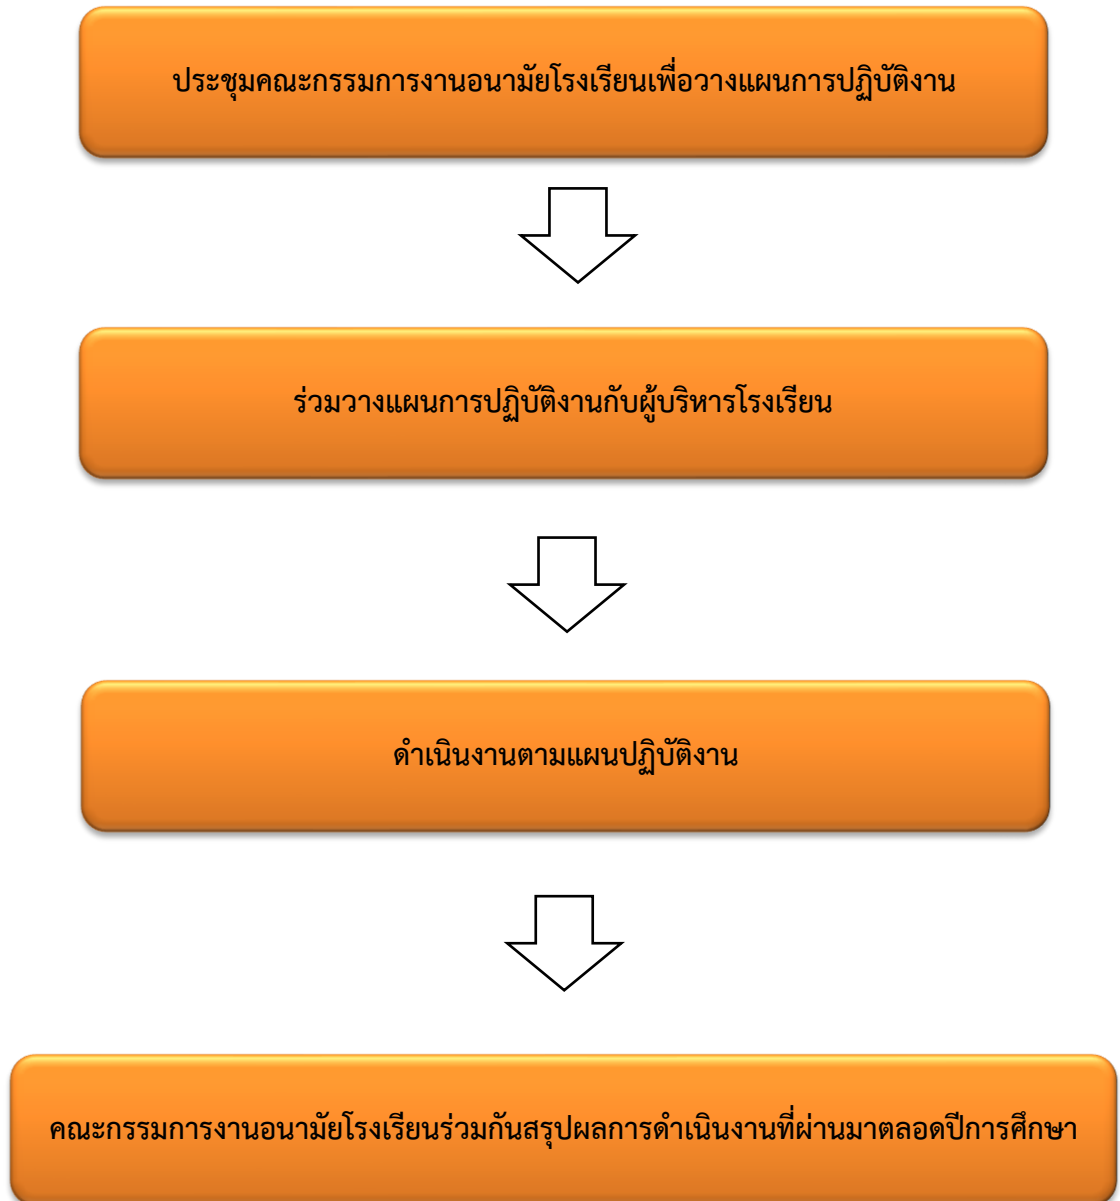 ประชุมคณะกรรมการงานอนามัยโรงเรียนเพื่อวางแผนการปฏิบัติงาน
ร่วมวางแผนการปฏิบัติงานกับผู้บริหารโรงเรียน
ดำเนินงานตามแผนปฏิบัติงาน
คณะกรรมการงานอนามัยโรงเรียนร่วมกันสรุปผลการดำเนินงานที่ผ่านมาตลอดปีการศึกษา